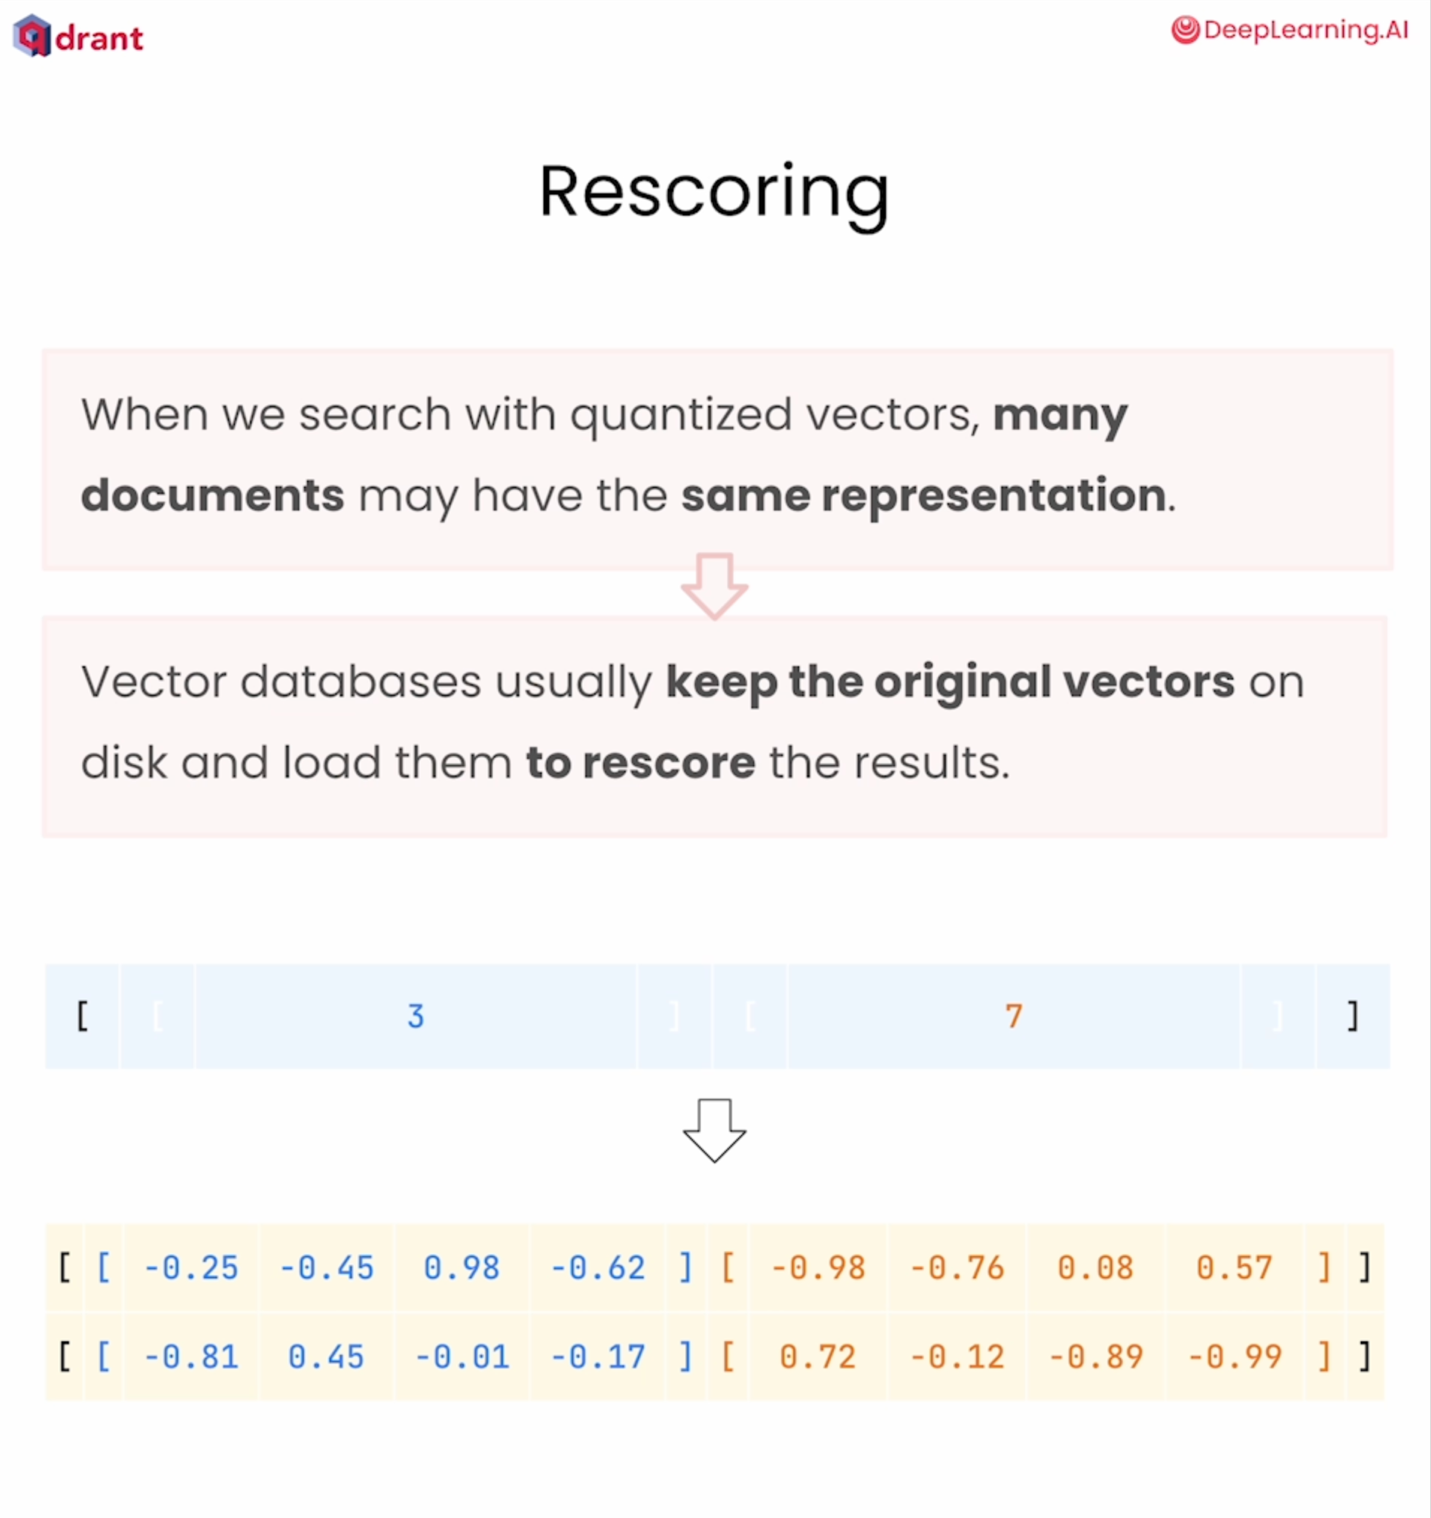 qdrant
DeepLearning.AI
Rescoring
When we search with quantized vectors, many
documents may have the same representation.
Vector databases usually keep the original vectors on
disk and load them to rescore the results.
[ [ 3 ] [ 7 ] ]
[ [ -0.25 -0.45 0.98 -0.62 ] [ -0.98 -0.76 0.08 0.57 ] ]
[ [ -0.81 0.45 -0.01 -0.17 ] [ 0.72 -0.12 -0.89 -0.99 ] ]